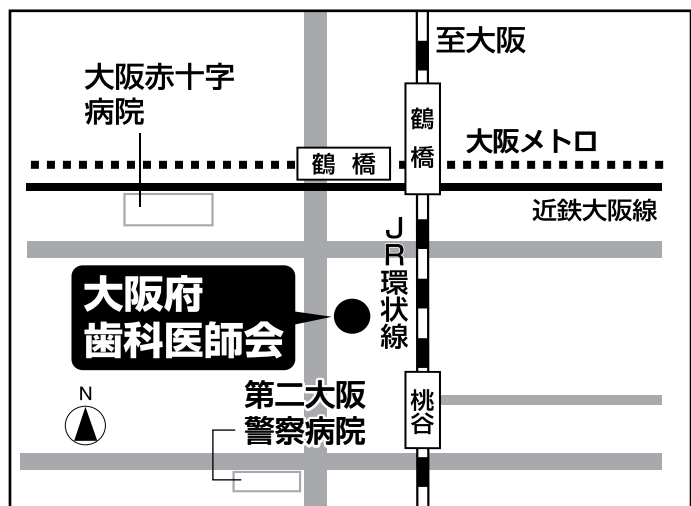 至大阪
大阪赤十字
病院
鶴橋
大阪メトロ
鶴橋
近鉄大阪線
JR環状線
大阪府
歯科医師会
N
第二大阪
警察病院
桃谷